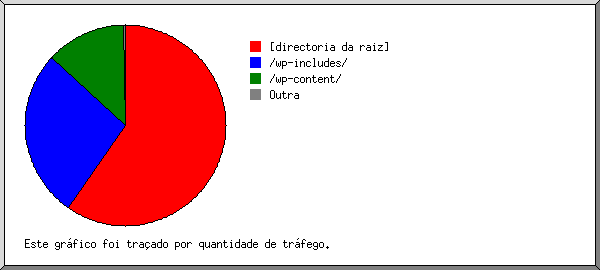 [directoria da raiz]
/wp-includes/
/wp-content/
Outra
Este gráfico foi traçado por quantidade de tráfego.